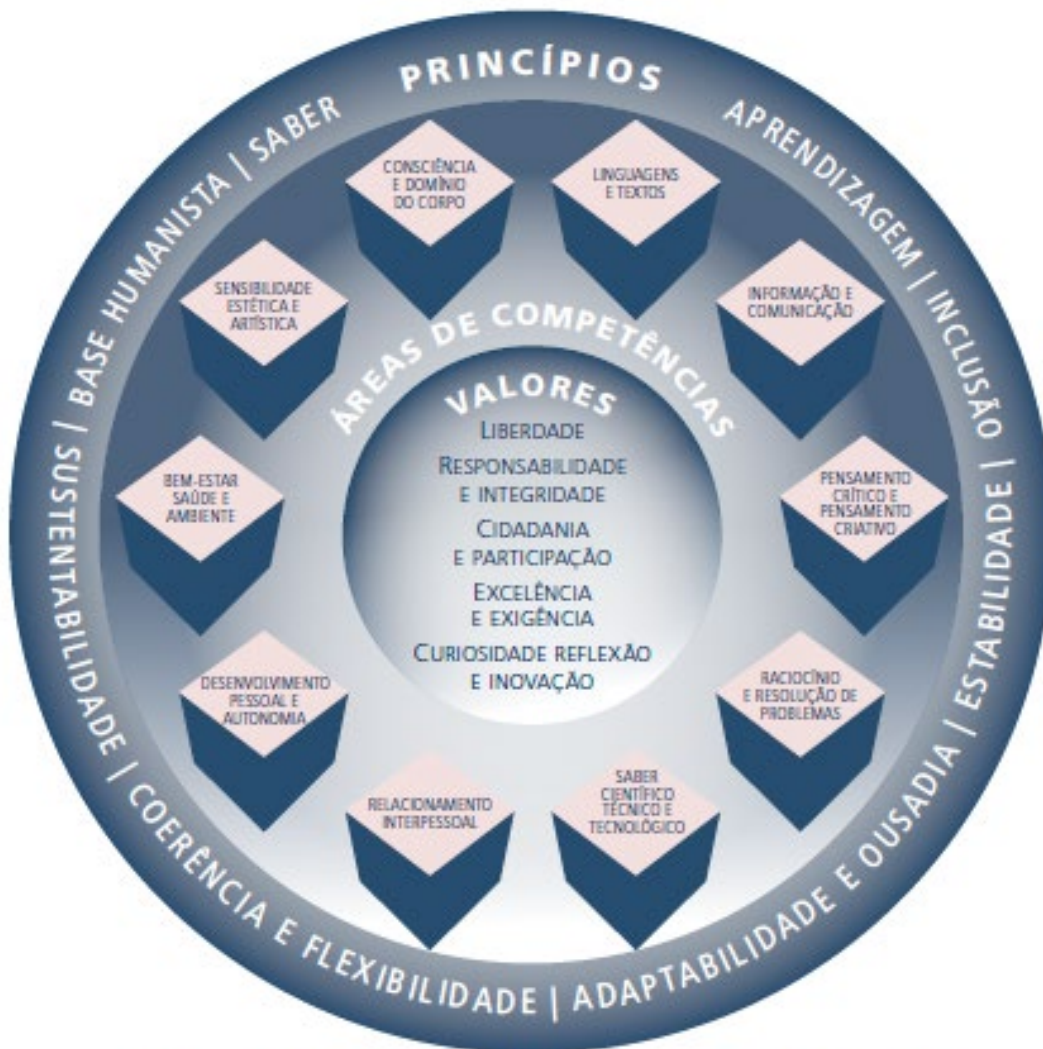 PRINCÍPIOS
BASE HUMANISTA | SABER
APRENDIZAGEM | INCLUSÃO |
ESTABILIDADE |
ADAPTABILIDADE E OUSADIA |
COERÊNCIA E FLEXIBILIDADE |
SUSTENTABILIDADE |
ÁREAS DE COMPETÊNCIAS
LINGUAGENS
E TEXTOS
INFORMAÇÃO E
COMUNICAÇÃO
PENSAMENTO
CRÍTICO E
PENSAMENTO
CRIATIVO
RACIOCÍNIO
E RESOLUÇÃO DE
PROBLEMAS
SABER
CIENTÍFICO
TÉCNICO E
TECNOLÓGICO
RELACIONAMENTO
INTERPESSOAL
DESENVOLVIMENTO
PESSOAL E
AUTONOMIA
BEM-ESTAR
SAÚDE E
AMBIENTE
SENSIBILIDADE
ESTÉTICA E
ARTÍSTICA
CONSCIÊNCIA
E DOMÍNIO
DO CORPO
VALORES
LIBERDADE
RESPONSABILIDADE
E INTEGRIDADE
CIDADANIA
E PARTICIPAÇÃO
EXCELÊNCIA
E EXIGÊNCIA
CURIOSIDADE REFLEXÃO
E INOVAÇÃO